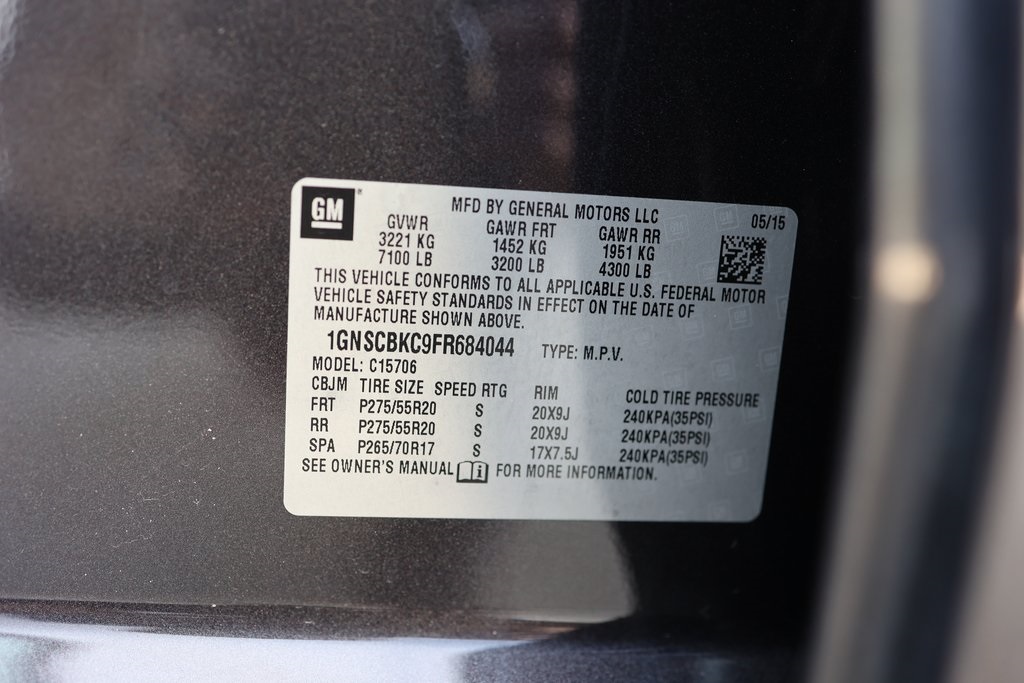 GM
MFD BY GENERAL MOTORS LLC 05/15
GVWR GAWR FRT GAWR RR
3221 KG 1452 KG 1951 KG
7100 LB 3200 LB 4300 LB
THIS VEHICLE CONFORMS TO ALL APPLICABLE U.S. FEDERAL MOTOR
VEHICLE SAFETY STANDARDS IN EFFECT ON THE DATE OF
MANUFACTURE SHOWN ABOVE.
1GNSCBKC9FR684044 TYPE: M.P.V.
MODEL: C15706
CBJM TIRE SIZE SPEED RTG RIM COLD TIRE PRESSURE
FRT P275/55R20 S 20X9J 240KPA(35PSI)
RR P275/55R20 S 20X9J 240KPA(35PSI)
SPA P265/70R17 S 17X7.5J 240KPA(35PSI)
SEE OWNER'S MANUAL i FOR MORE INFORMATION.